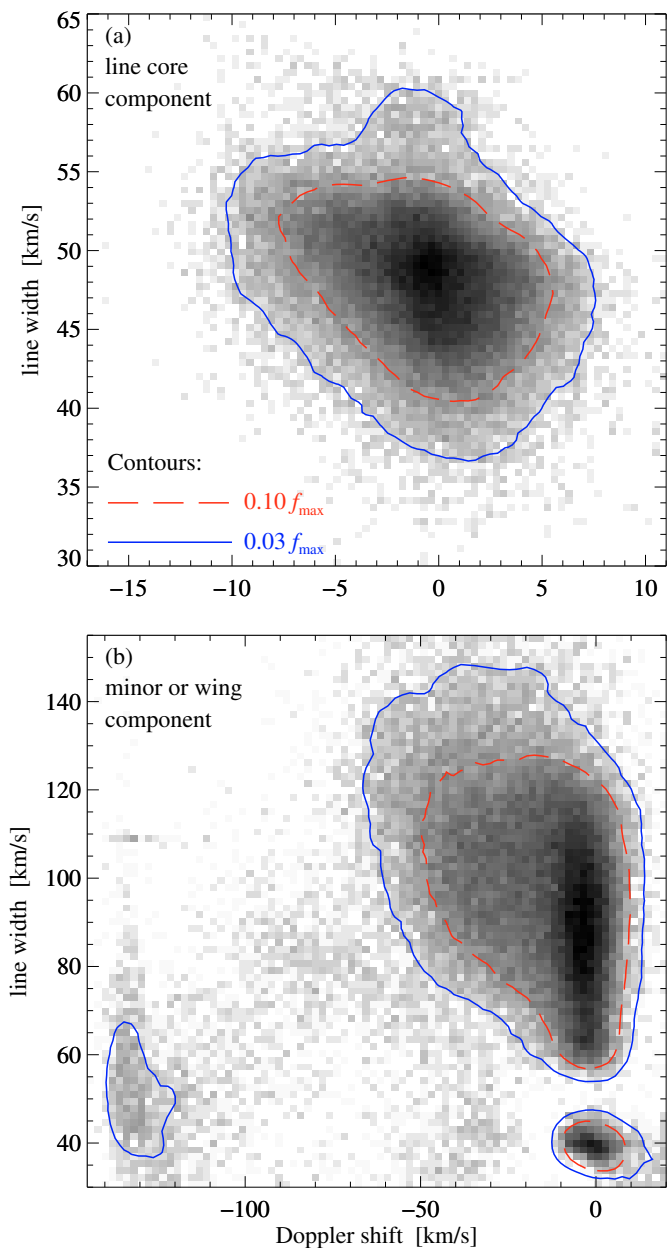 (a)
line core
component
65
60
55
50
45
40
35
30
line width [km/s]
Contours:
0.10 f_max
0.03 f_max
−15 −10 −5 0 5 10
(b)
minor or wing
component
140
120
100
80
60
40
line width [km/s]
−100 −50 0
Doppler shift [km/s]